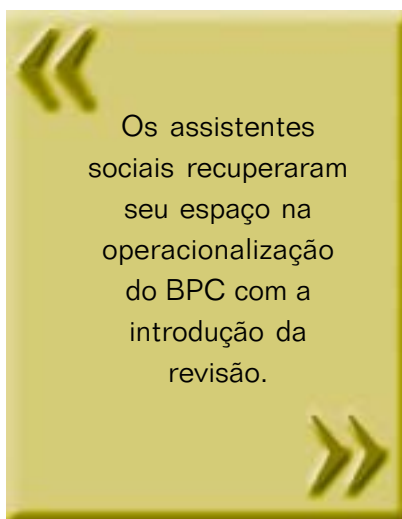 «
Os assistentes
sociais recuperaram
seu espaço na
operacionalização
do BPC com a
introdução da
revisão.
»